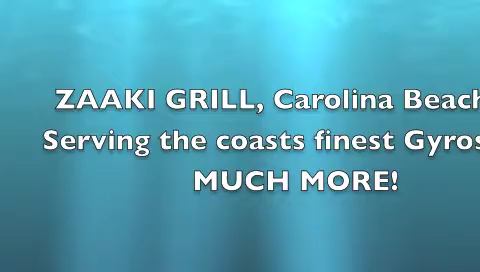 ZAAKI GRILL, Carolina Beach
Serving the coasts finest Gyros
MUCH MORE!